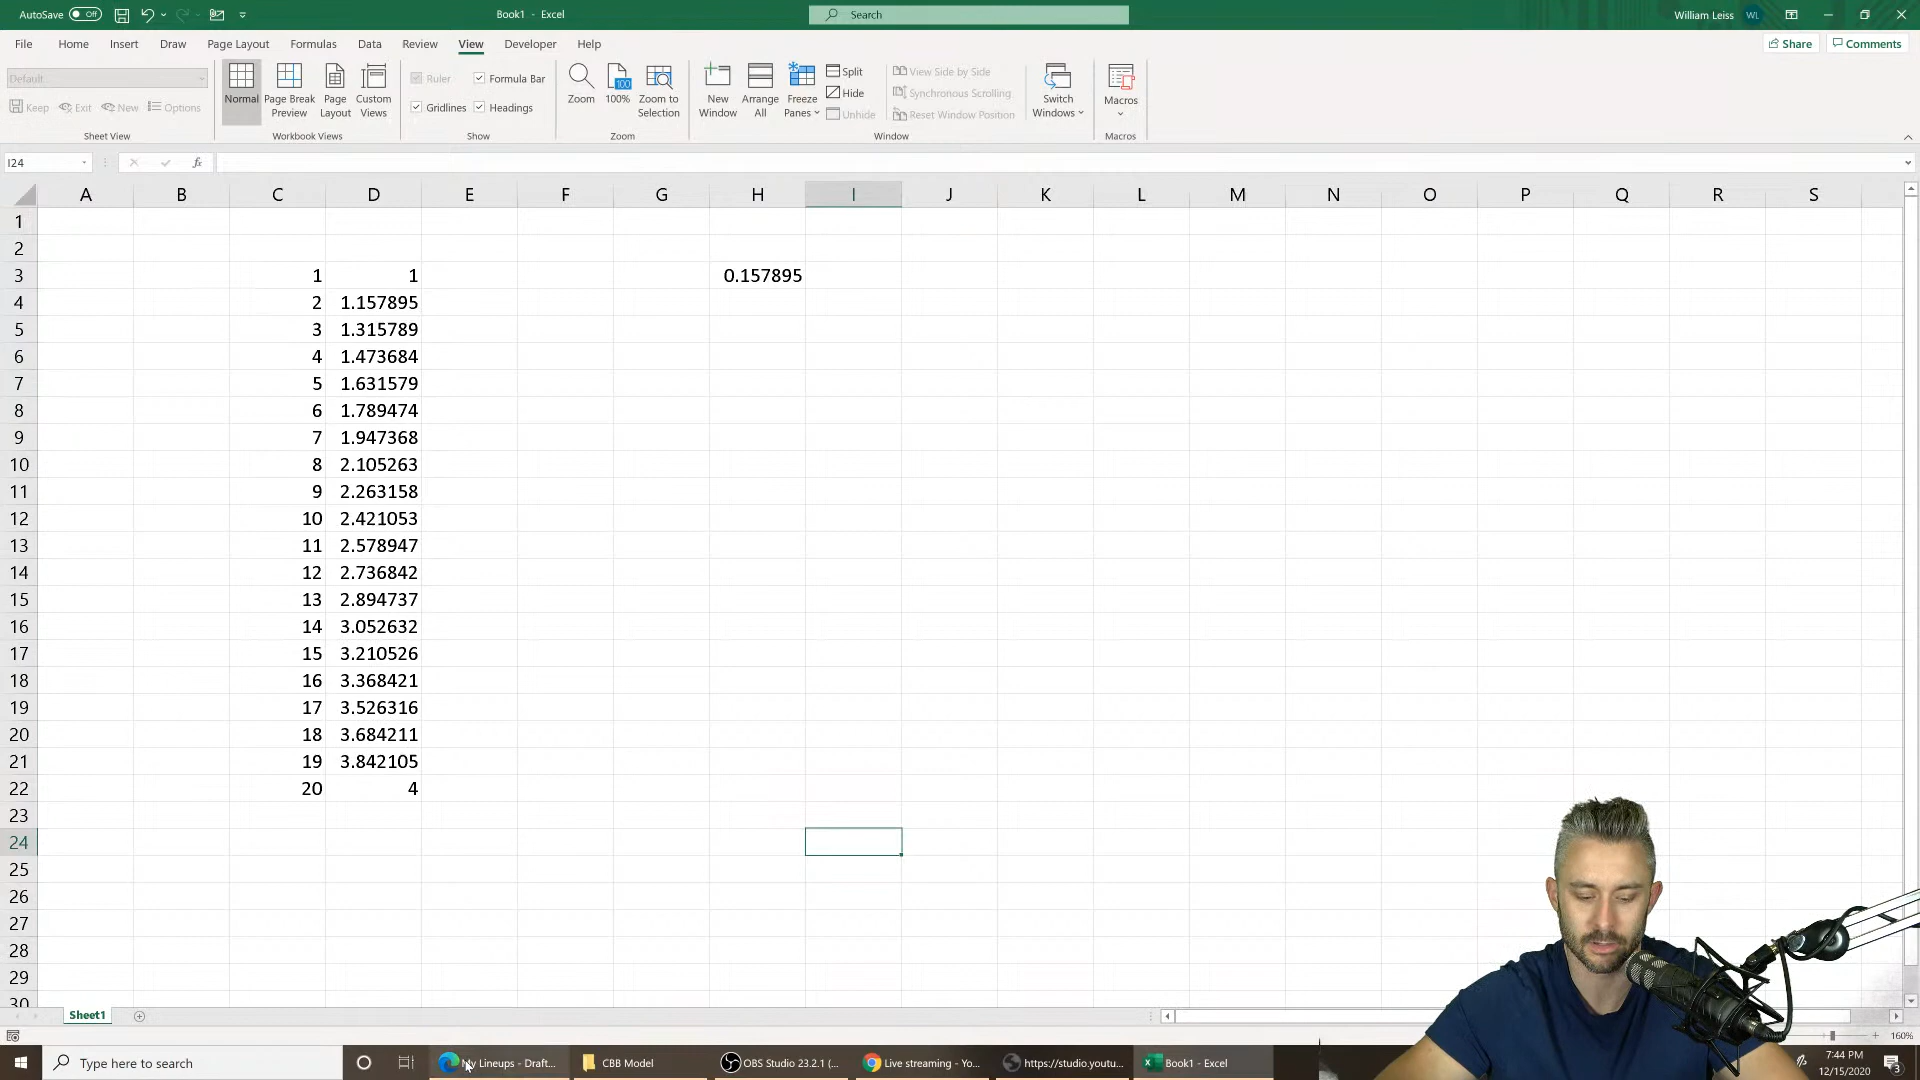 AutoSave Off Book1 - Excel Search William Leiss WL
File Home Insert Draw Page Layout Formulas Data Review View Developer Help Share Comments
Default
Keep Exit New Options
Sheet View
Normal Page Break Preview Page Layout Custom Views
Workbook Views
Ruler Formula Bar
Gridlines Headings
Show
Zoom 100% Zoom to Selection
Zoom
New Window Arrange All Freeze Panes
Split View Side by Side
Hide Synchronous Scrolling
Unhide Reset Window Position
Switch Windows
Window
Macros
Macros
I24 fx
A B C D E F G H I J K L M N O P Q R S
1
2
3 1 1 0.157895
4 2 1.157895
5 3 1.315789
6 4 1.473684
7 5 1.631579
8 6 1.789474
9 7 1.947368
10 8 2.105263
11 9 2.263158
12 10 2.421053
13 11 2.578947
14 12 2.736842
15 13 2.894737
16 14 3.052632
17 15 3.210526
18 16 3.368421
19 17 3.526316
20 18 3.684211
21 19 3.842105
22 20 4
23
24
25
26
27
28
29
30
Sheet1
160%
Type here to search My Lineups - Draft... CBB Model OBS Studio 23.2.1 (... Live streaming - Yo... https://studio.youtu... Book1 - Excel 7:44 PM
12/15/2020 3